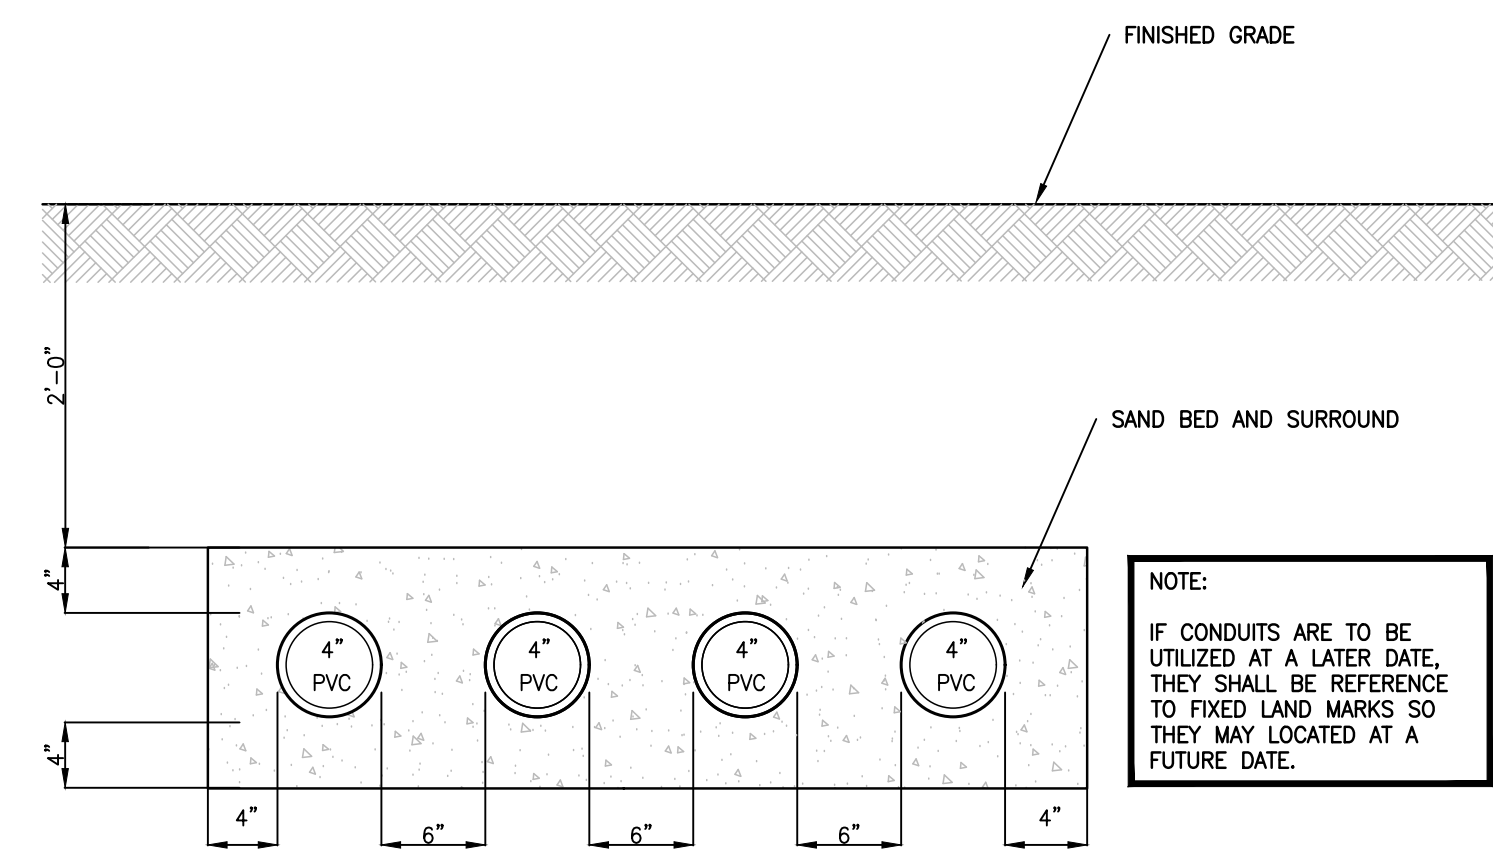 FINISHED GRADE
2'-0"
SAND BED AND SURROUND
4"
4"
PVC
4"
PVC
4"
PVC
4"
PVC
4"
4"
6"
6"
6"
4"
NOTE:
IF CONDUITS ARE TO BE
UTILIZED AT A LATER DATE,
THEY SHALL BE REFERENCE
TO FIXED LAND MARKS SO
THEY MAY LOCATED AT A
FUTURE DATE.